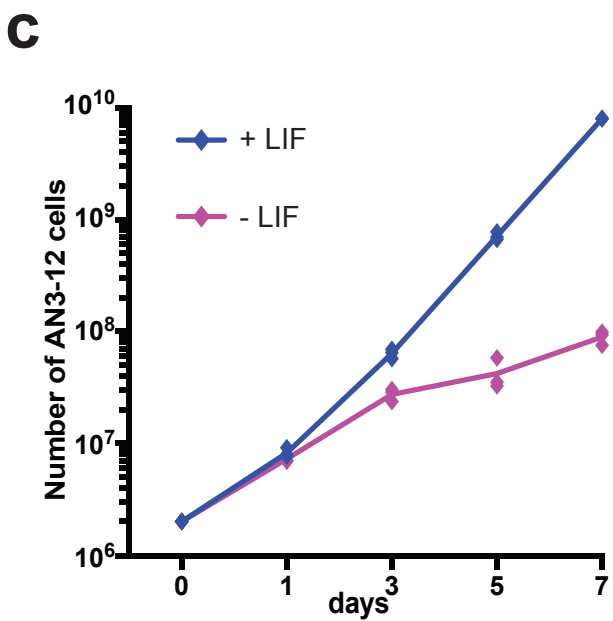 C
10^10
10^9
10^8
10^7
10^6
Number of AN3-12 cells
+ LIF
- LIF
0 1 3 5 7
days